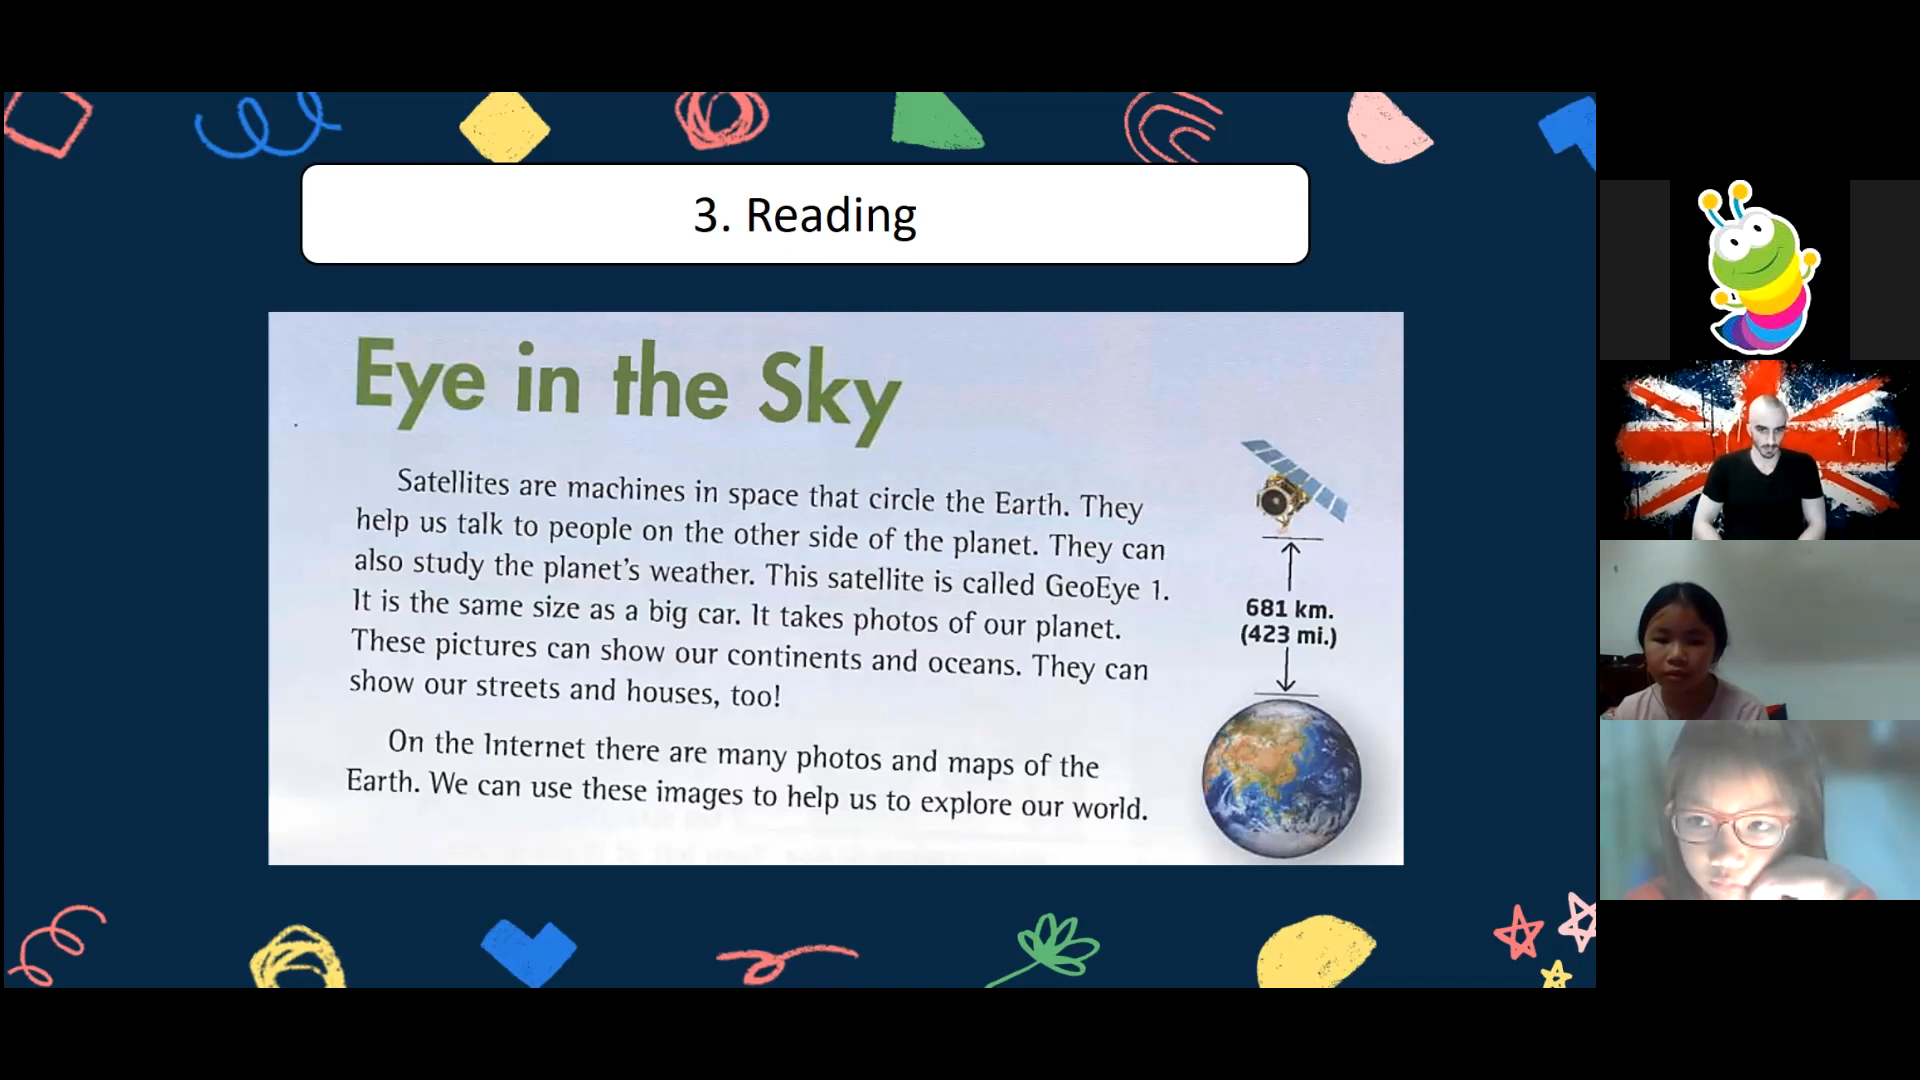 3. Reading
Eye in the Sky
Satellites are machines in space that circle the Earth. They
help us talk to people on the other side of the planet. They can
also study the planet's weather. This satellite is called GeoEye 1.
It is the same size as a big car. It takes photos of our planet.
These pictures can show our continents and oceans. They can
show our streets and houses, too!
On the Internet there are many photos and maps of the
Earth. We can use these images to help us to explore our world.
681 km.
(423 mi.)